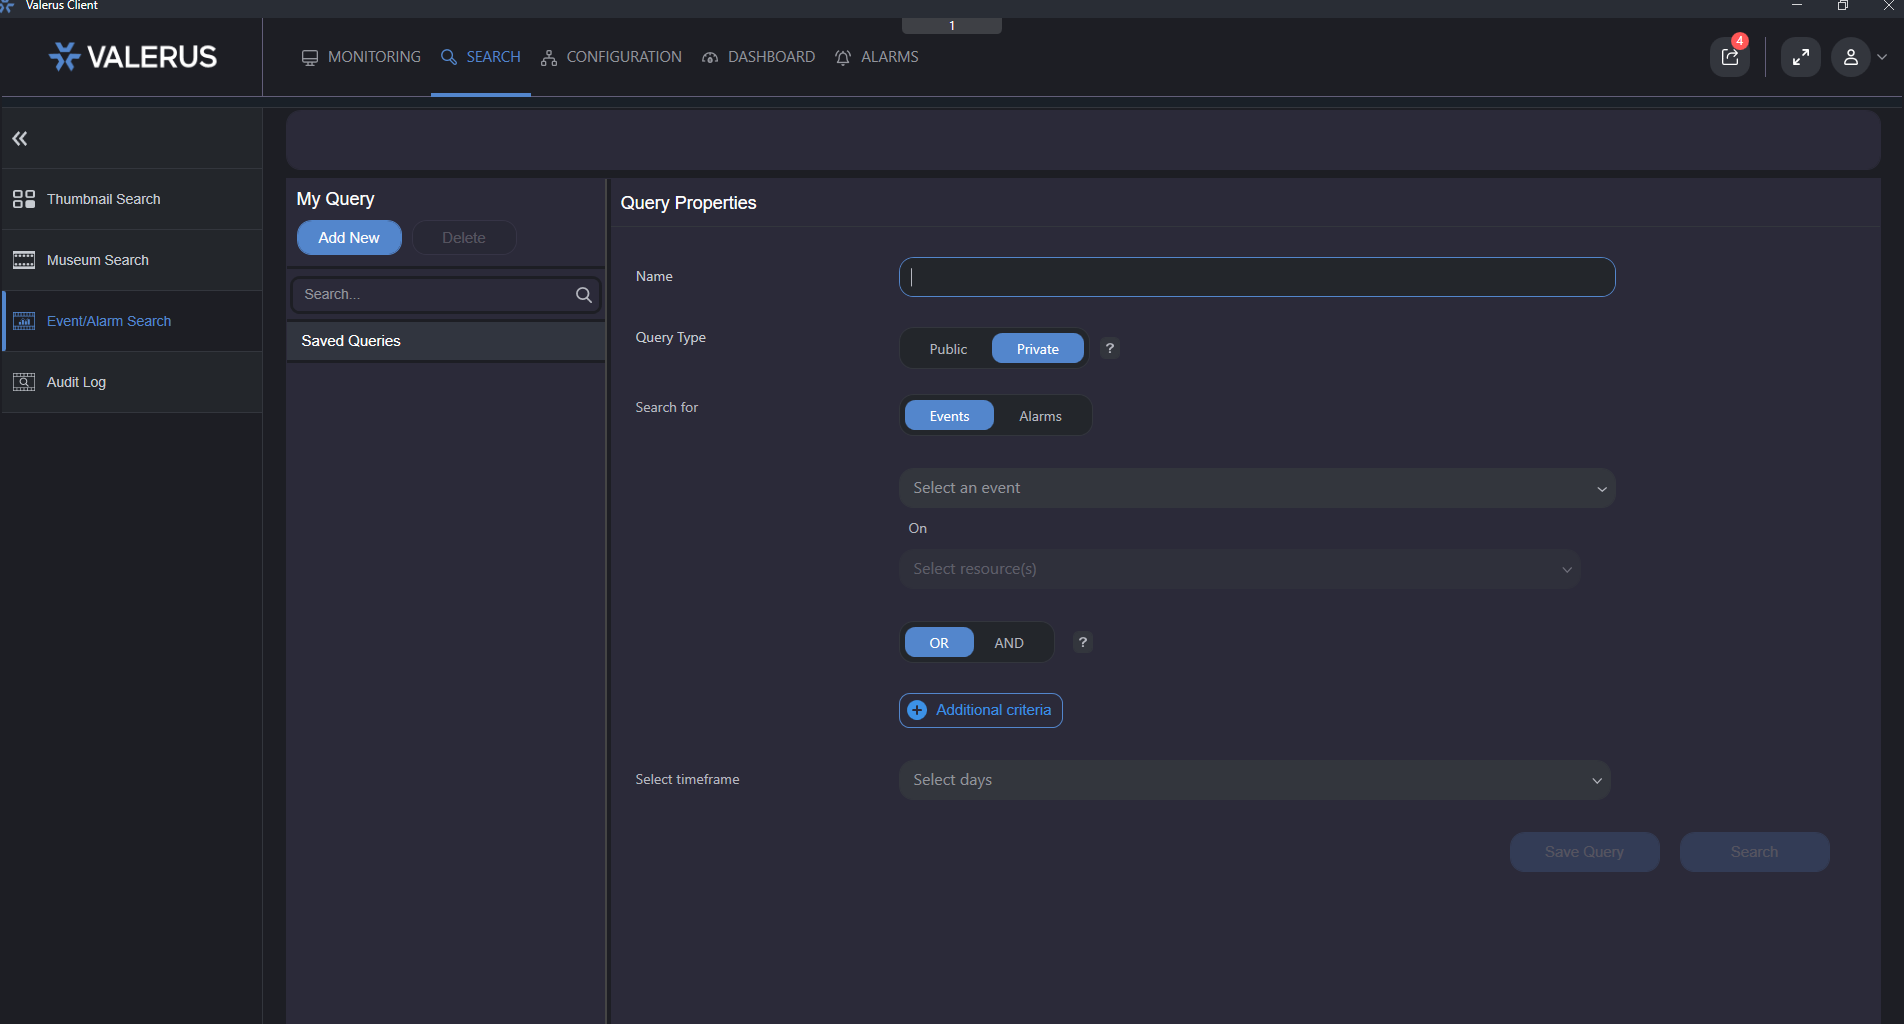 Valerus Client
1
VALERUS
MONITORING
SEARCH
CONFIGURATION
DASHBOARD
ALARMS
4
Thumbnail Search
Museum Search
Event/Alarm Search
Audit Log
My Query
Add New
Delete
Search...
Saved Queries
Query Properties
Name
Query Type
Public
Private
?
Search for
Events
Alarms
Select an event
On
Select resource(s)
OR
AND
?
Additional criteria
Select timeframe
Select days
Save Query
Search